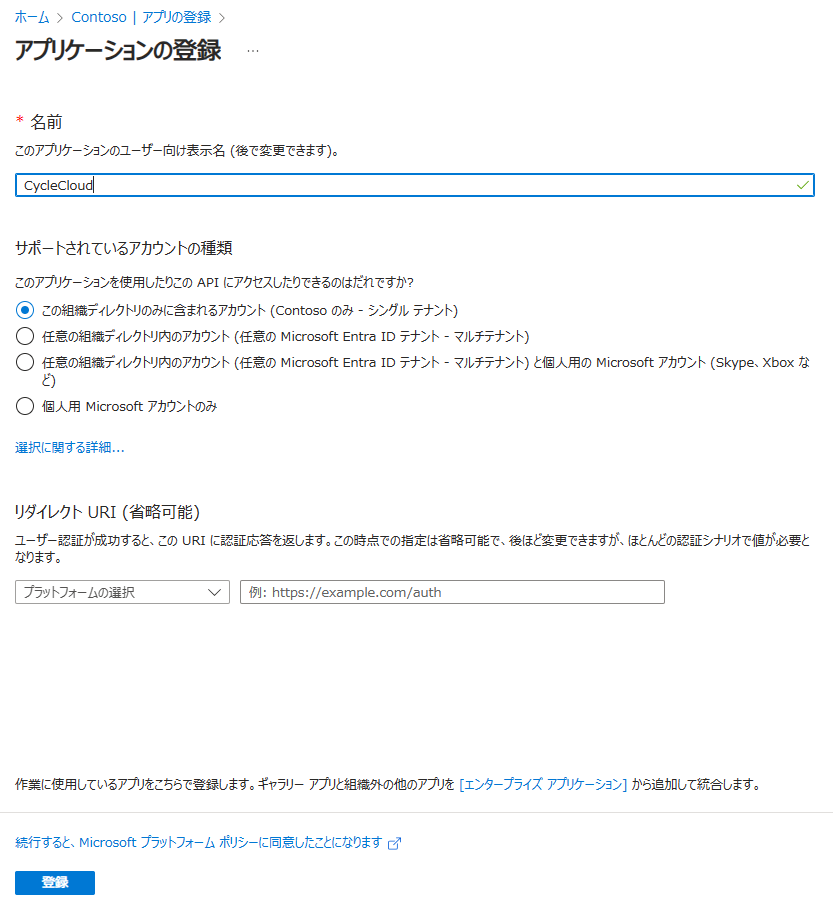 ホーム > Contoso | アプリの登録 >
アプリケーションの登録 …
* 名前
このアプリケーションのユーザー向け表示名 (後で変更できます)。
CycleCloud
サポートされているアカウントの種類
このアプリケーションを使用したりこの API にアクセスしたりできるのはだれですか?
この組織ディレクトリのみに含まれるアカウント (Contoso のみ - シングル テナント)
任意の組織ディレクトリ内のアカウント (任意の Microsoft Entra ID テナント - マルチテナント)
任意の組織ディレクトリ内のアカウント (任意の Microsoft Entra ID テナント - マルチテナント) と個人用の Microsoft アカウント (Skype、Xbox な
ど)
個人用 Microsoft アカウントのみ
選択に関する詳細...
リダイレクト URI (省略可能)
ユーザー認証が成功すると、この URI に認証応答を返します。この時点での指定は省略可能で、後ほど変更できますが、ほとんどの認証シナリオで値が必要と
なります。
プラットフォームの選択 例: https://example.com/auth
作業に使用しているアプリをこちらで登録します。ギャラリー アプリと組織外の他のアプリを [エンタープライズ アプリケーション] から追加して統合します。
続行すると、Microsoft プラットフォーム ポリシーに同意したことになります
登録